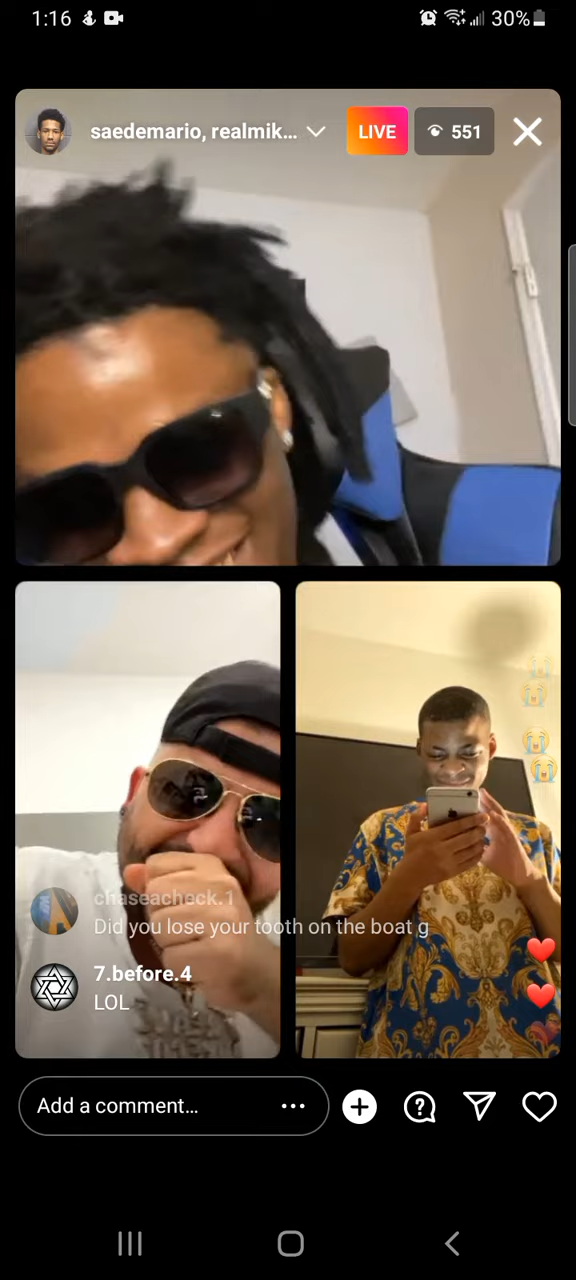 1:16
30%
saedemario, realmik...
LIVE
551
chaseacheck.1
Did you lose your tooth on the boat g
7.before.4
LOL
Add a comment...